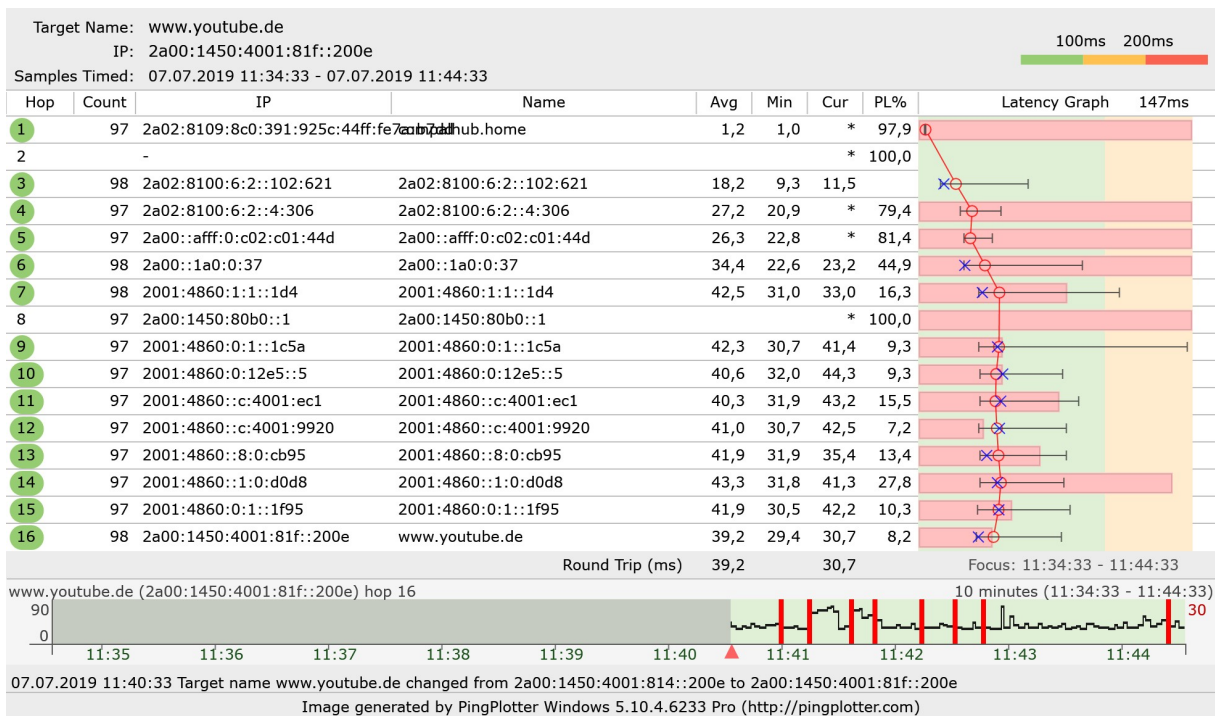 Target Name: www.youtube.de
IP: 2a00:1450:4001:81f::200e
100ms 200ms
Samples Timed: 07.07.2019 11:34:33 - 07.07.2019 11:44:33
Hop Count IP Name Avg Min Cur PL% Latency Graph 147ms
1 97 2a02:8109:8c0:391:925c:44ff: 1,2 1,0 * 97,9
2 - * 100,0
3 98 2a02:8100:6:2::102:621 2a02:8100:6:2::102:621 18,2 9,3 11,5
4 97 2a02:8100:6:2::4:306 2a02:8100:6:2::4:306 27,2 20,9 * 79,4
5 97 2a00::afff:0:c02:c01:44d 2a00::afff:0:c02:c01:44d 26,3 22,8 * 81,4
6 98 2a00::1a0:0:37 2a00::1a0:0:37 34,4 22,6 23,2 44,9
7 98 2001:4860:1:1::1d4 2001:4860:1:1::1d4 42,5 31,0 33,0 16,3
8 97 2a00:1450:80b0::1 2a00:1450:80b0::1 * 100,0
9 97 2001:4860:0:1::1c5a 2001:4860:0:1::1c5a 42,3 30,7 41,4 9,3
10 97 2001:4860:0:12e5::5 2001:4860:0:12e5::5 40,6 32,0 44,3 9,3
11 97 2001:4860::c:4001:ec1 2001:4860::c:4001:ec1 40,3 31,9 43,2 15,5
12 97 2001:4860::c:4001:9920 2001:4860::c:4001:9920 41,0 30,7 42,5 7,2
13 97 2001:4860::8:0:cb95 2001:4860::8:0:cb95 41,9 31,9 35,4 13,4
14 97 2001:4860::1:0:d0d8 2001:4860::1:0:d0d8 43,3 31,8 41,3 27,8
15 97 2001:4860:0:1::1f95 2001:4860:0:1::1f95 41,9 30,5 42,2 10,3
16 98 2a00:1450:4001:81f::200e www.youtube.de 39,2 29,4 30,7 8,2
Round Trip (ms) 39,2 30,7 Focus: 11:34:33 - 11:44:33
www.youtube.de (2a00:1450:4001:81f::200e) hop 16 10 minutes (11:34:33 - 11:44:33)
90 30
0
11:35 11:36 11:37 11:38 11:39 11:40 11:41 11:42 11:43 11:44
07.07.2019 11:40:33 Target name www.youtube.de changed from 2a00:1450:4001:814::200e to 2a00:1450:4001:81f::200e
Image generated by PingPlotter Windows 5.10.4.6233 Pro (http://pingplotter.com)